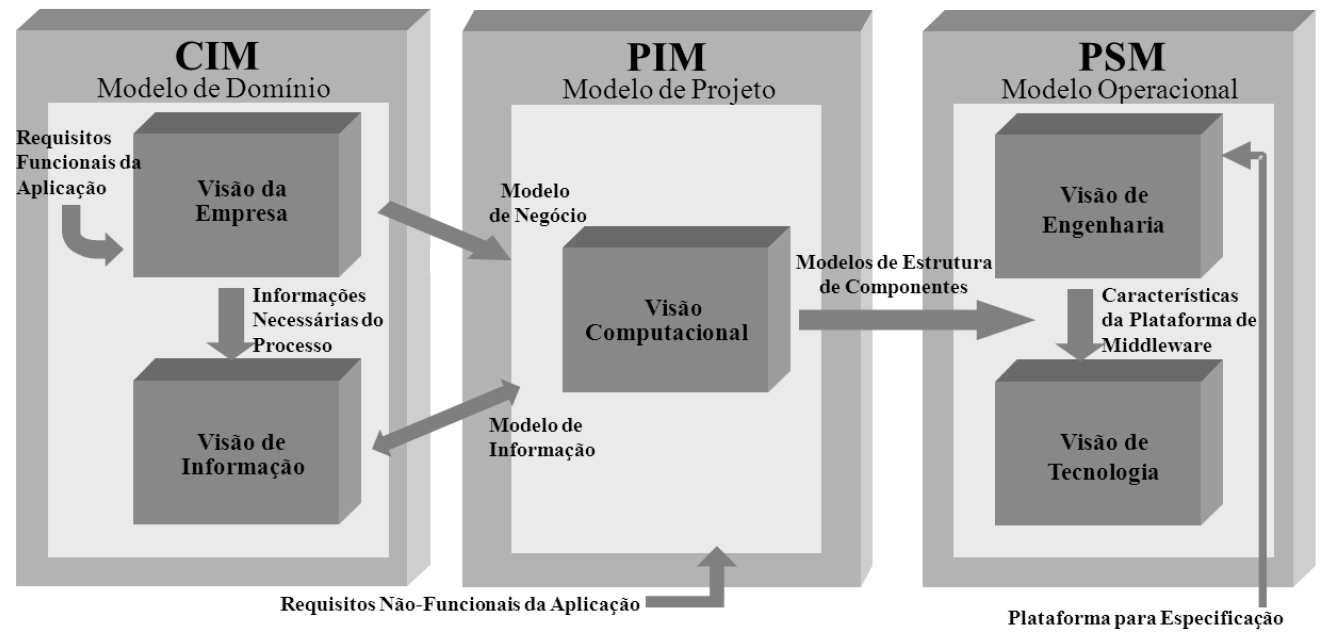 CIM
Modelo de Domínio
Requisitos
Funcionais da
Aplicação
Visão da
Empresa
Informações
Necessárias do
Processo
Visão de
Informação
PIM
Modelo de Projeto
Modelo
de Negócio
Visão
Computacional
Modelo de
Informação
Requisitos Não-Funcionais da Aplicação
Modelos de Estrutura
de Componentes
PSM
Modelo Operacional
Visão de
Engenharia
Características
da Plataforma de
Middleware
Visão de
Tecnologia
Plataforma para Especificação